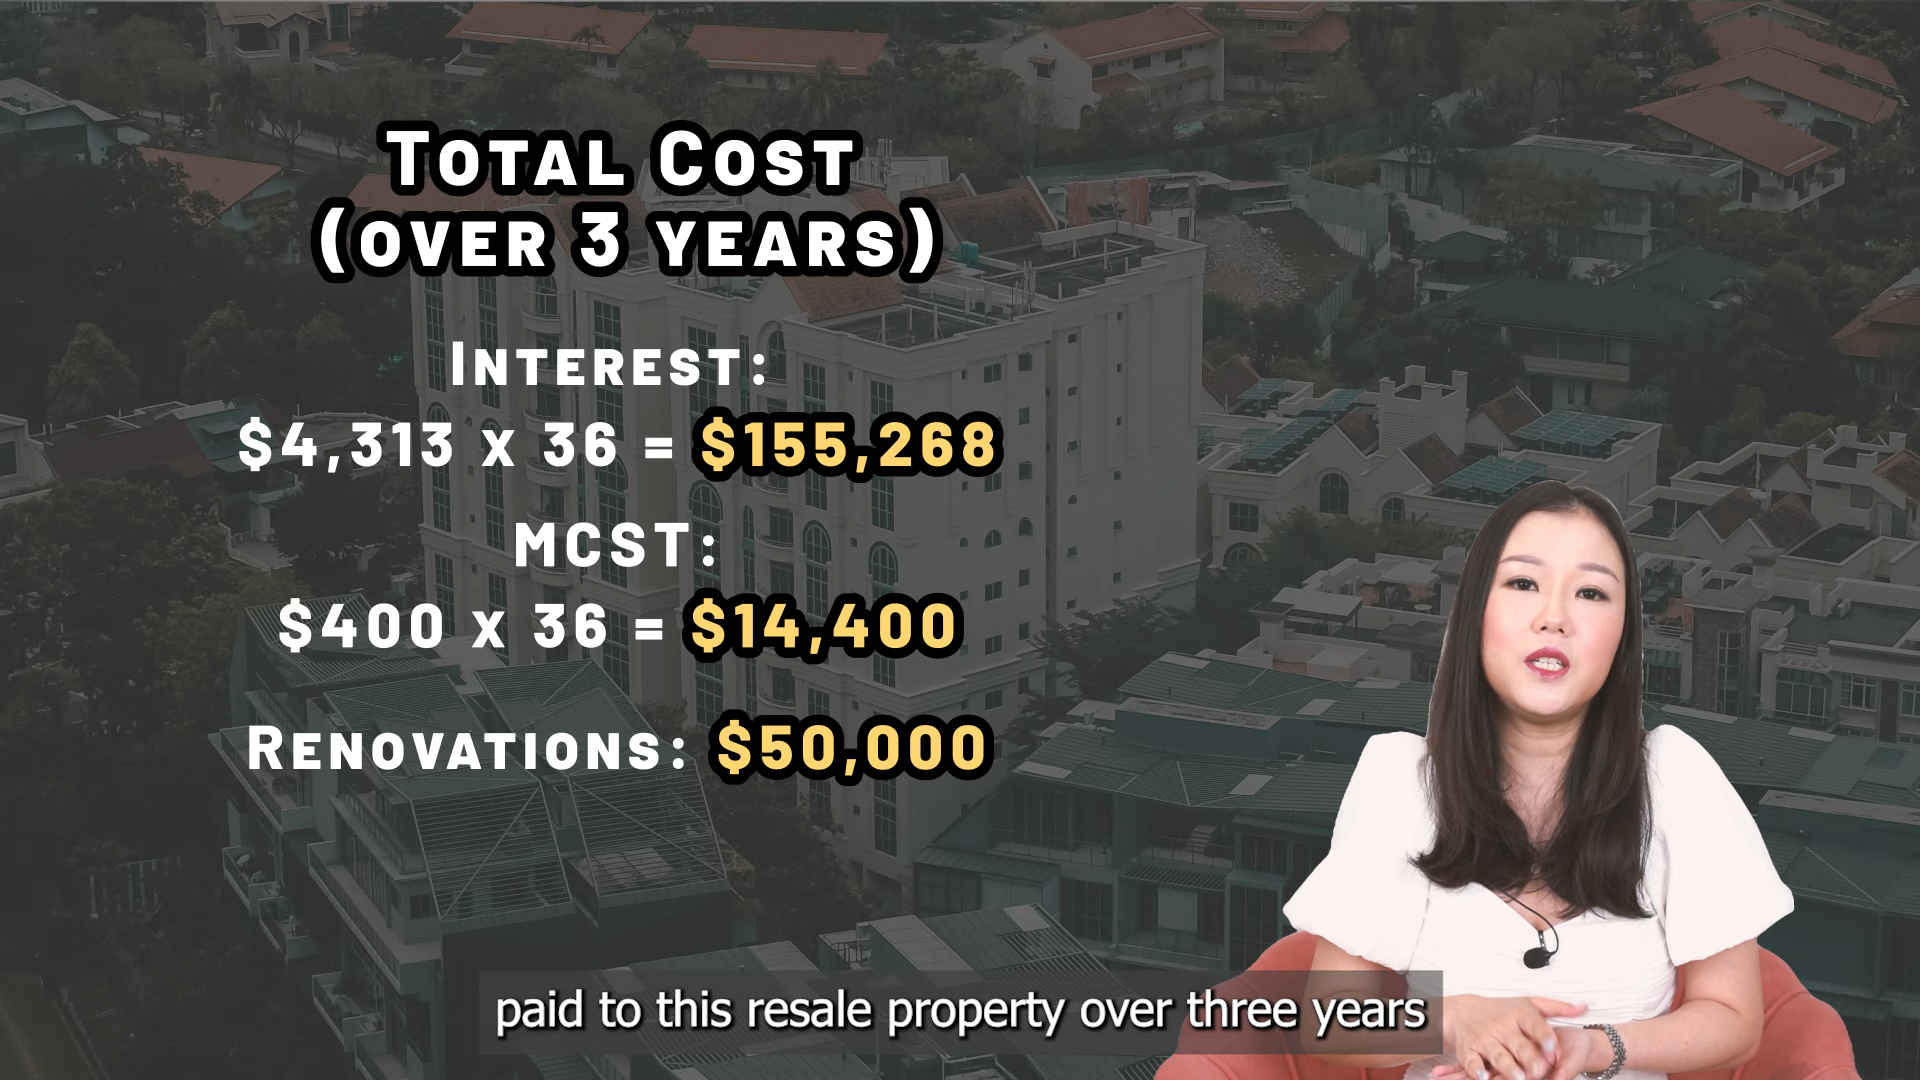 Total Cost
(over 3 years)
Interest:
$4,313 x 36 = $155,268
MCST:
$400 x 36 = $14,400
Renovations: $50,000
paid to this resale property over three years